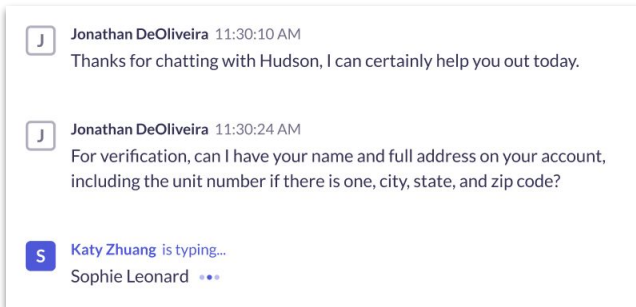 J
Jonathan DeOliveira 11:30:10 AM
Thanks for chatting with Hudson, I can certainly help you out today.
J
Jonathan DeOliveira 11:30:24 AM
For verification, can I have your name and full address on your account,
including the unit number if there is one, city, state, and zip code?
S
Katy Zhuang is typing...
Sophie Leonard